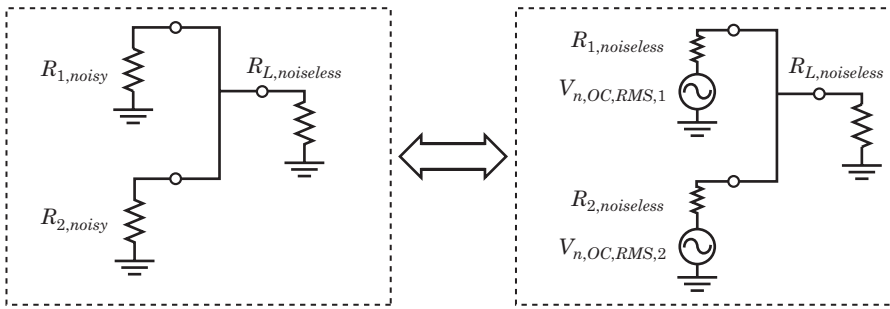 R1,noisy
RL,noiseless
R2,noisy
R1,noiseless
Vn,OC,RMS,1
RL,noiseless
R2,noiseless
Vn,OC,RMS,2